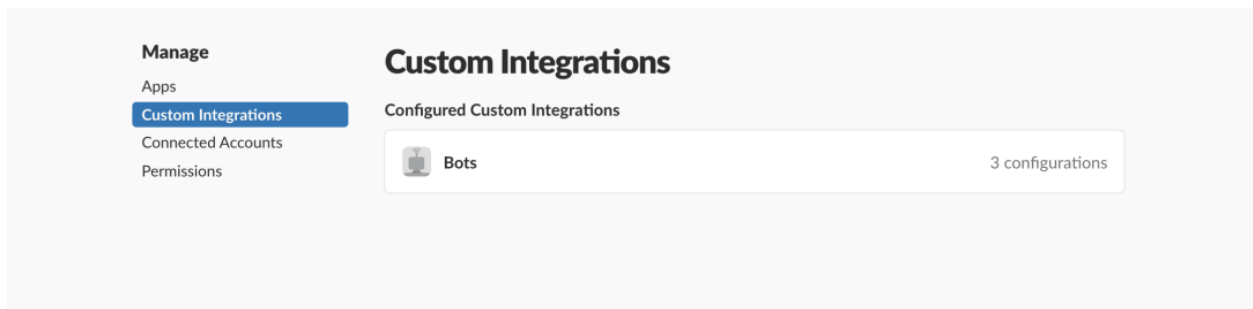 Manage
Apps
Custom Integrations
Connected Accounts
Permissions
Custom Integrations
Configured Custom Integrations
Bots 3 configurations